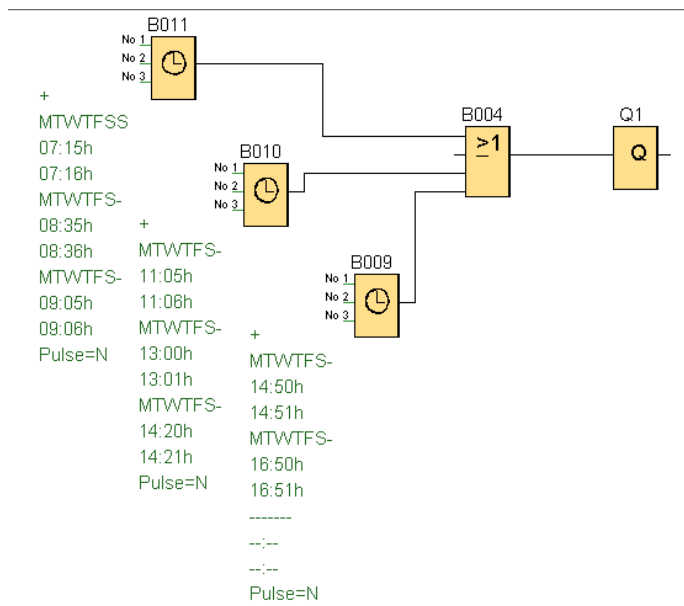 B011
No 1
No 2
No 3
+
MTWTFSS
07:15h
07:16h
MTWTFS-
08:35h
08:36h
MTWTFS-
09:05h
09:06h
Pulse=N
B010
No 1
No 2
No 3
+
MTWTFS-
11:05h
11:06h
MTWTFS-
13:00h
13:01h
MTWTFS-
14:20h
14:21h
Pulse=N
B009
No 1
No 2
No 3
+
MTWTFS-
14:50h
14:51h
MTWTFS-
16:50h
16:51h
-------
--:--
--:--
Pulse=N
B004
≥1
Q1
Q